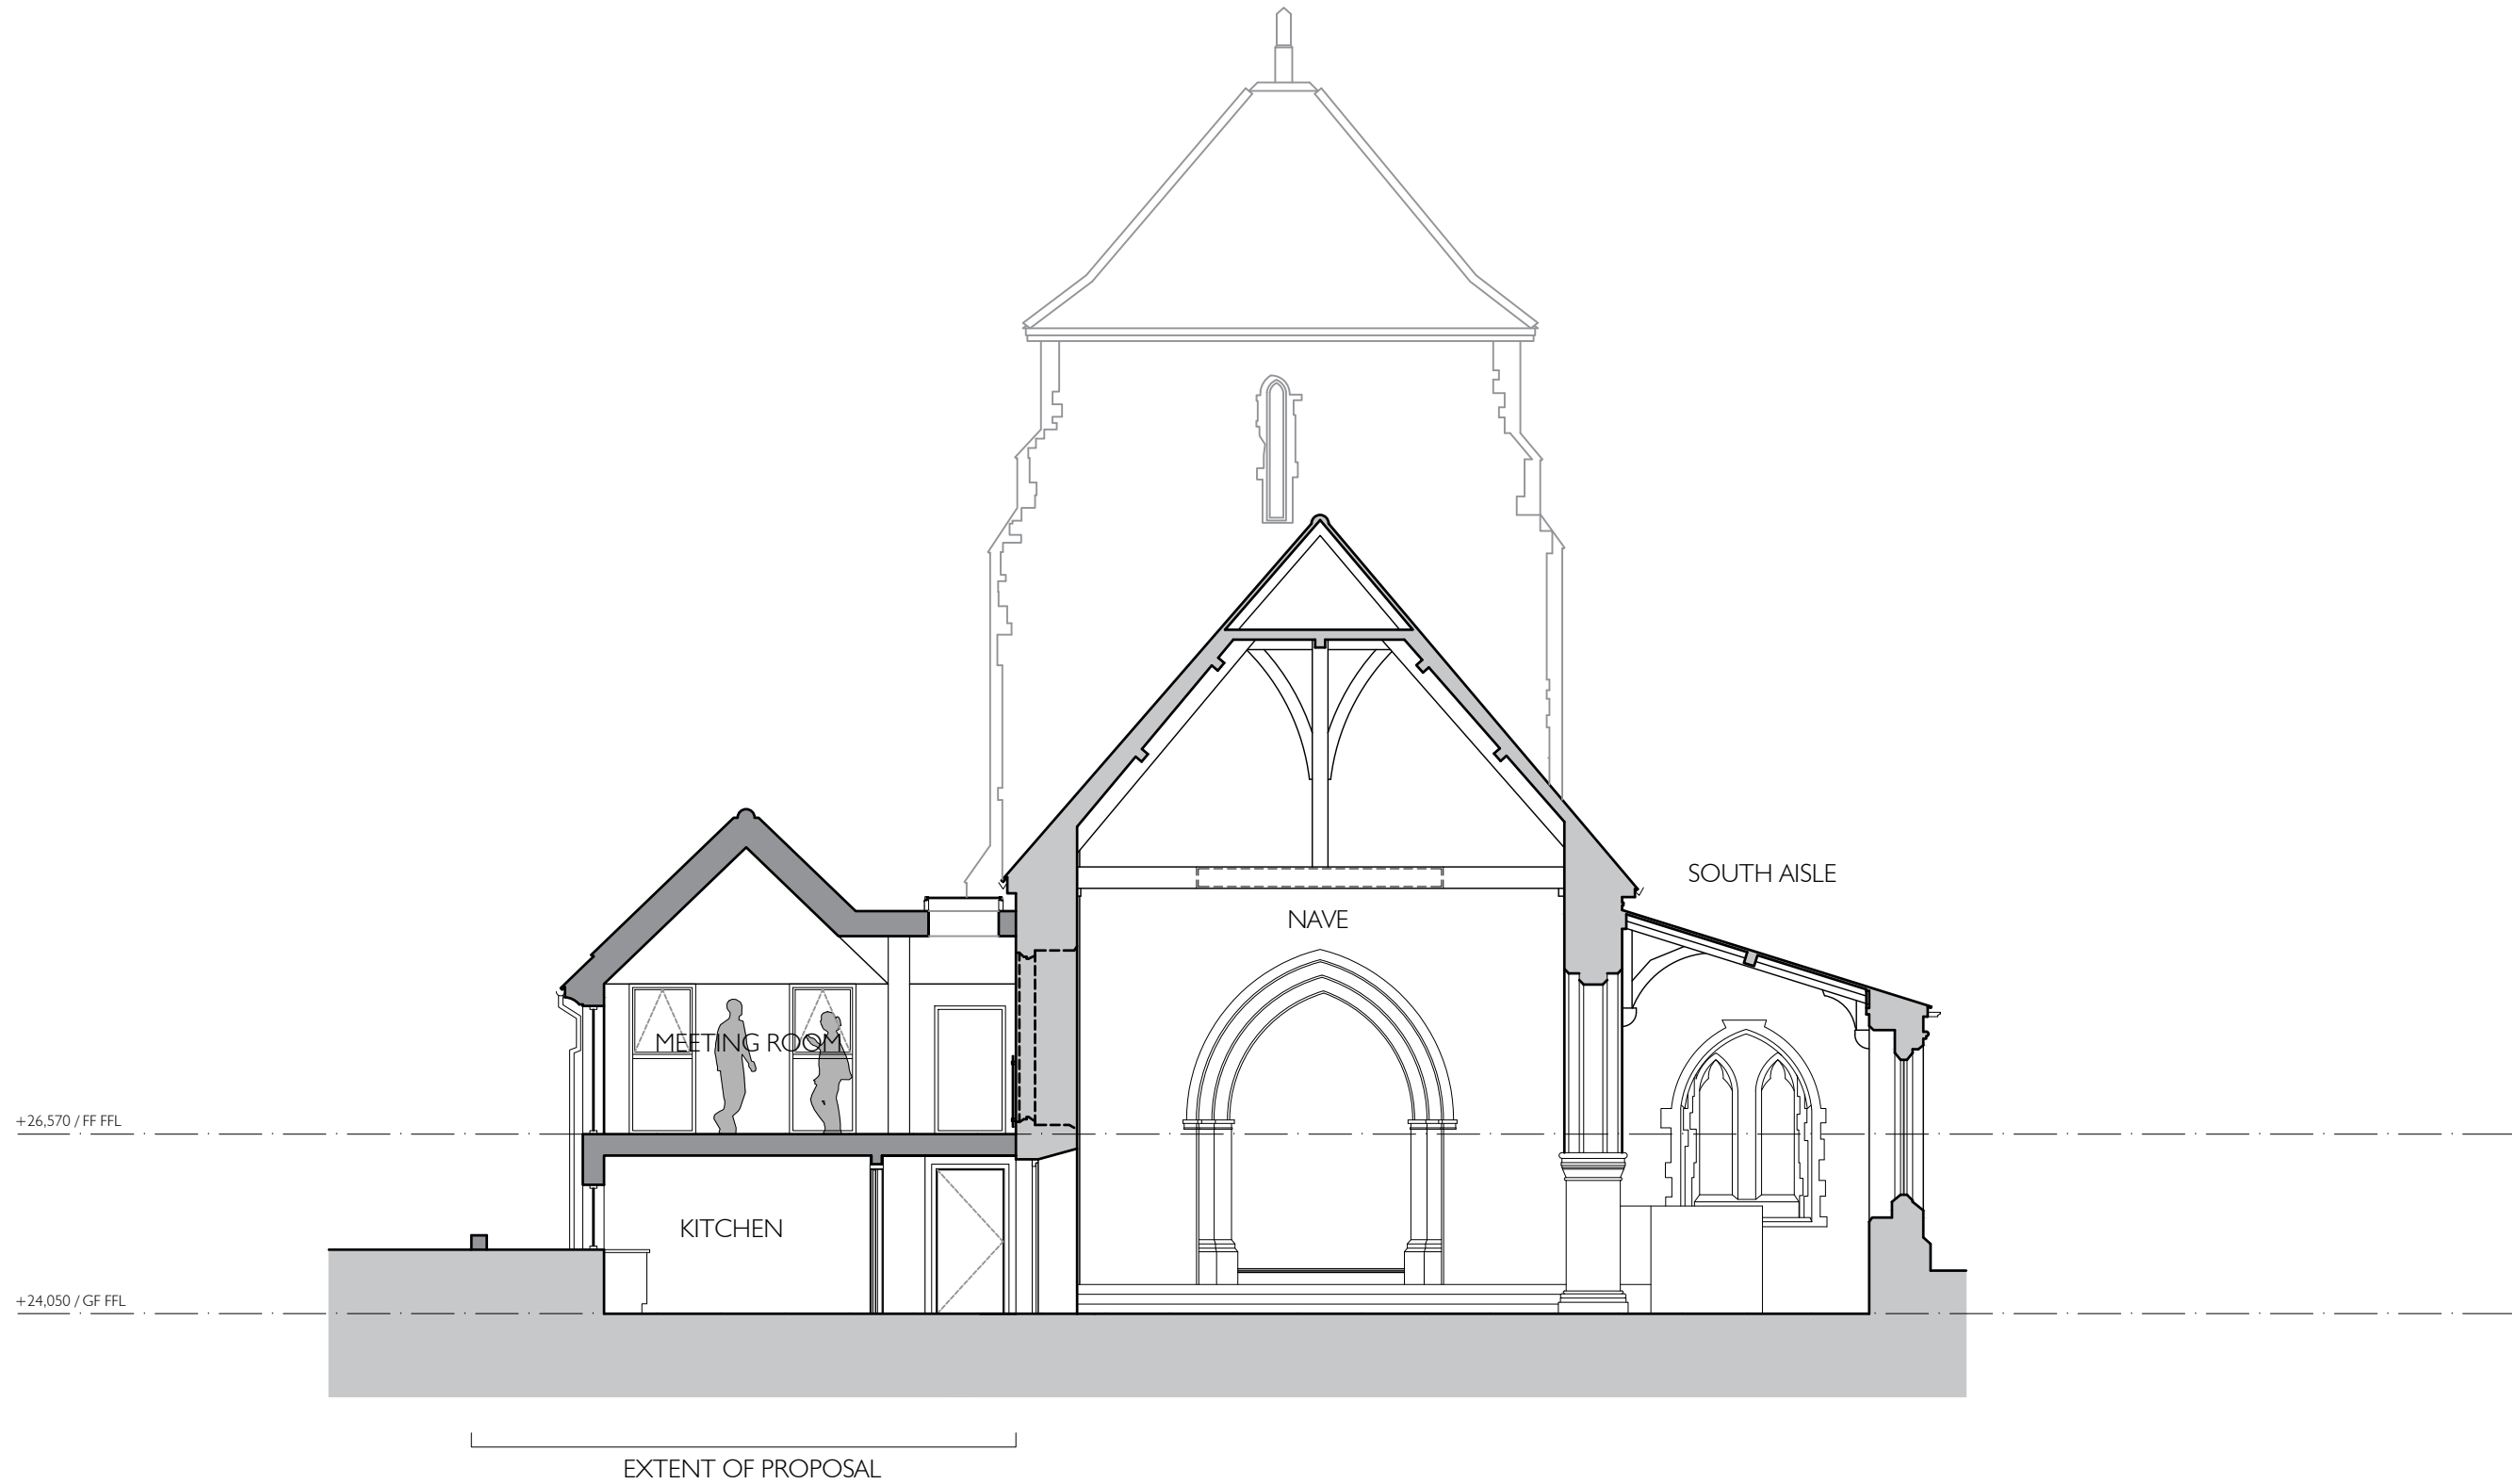 SOUTH AISLE
NAVE
MEETING ROOM
+26,570 / FF FFL
KITCHEN
+24,050 / GF FFL
EXTENT OF PROPOSAL